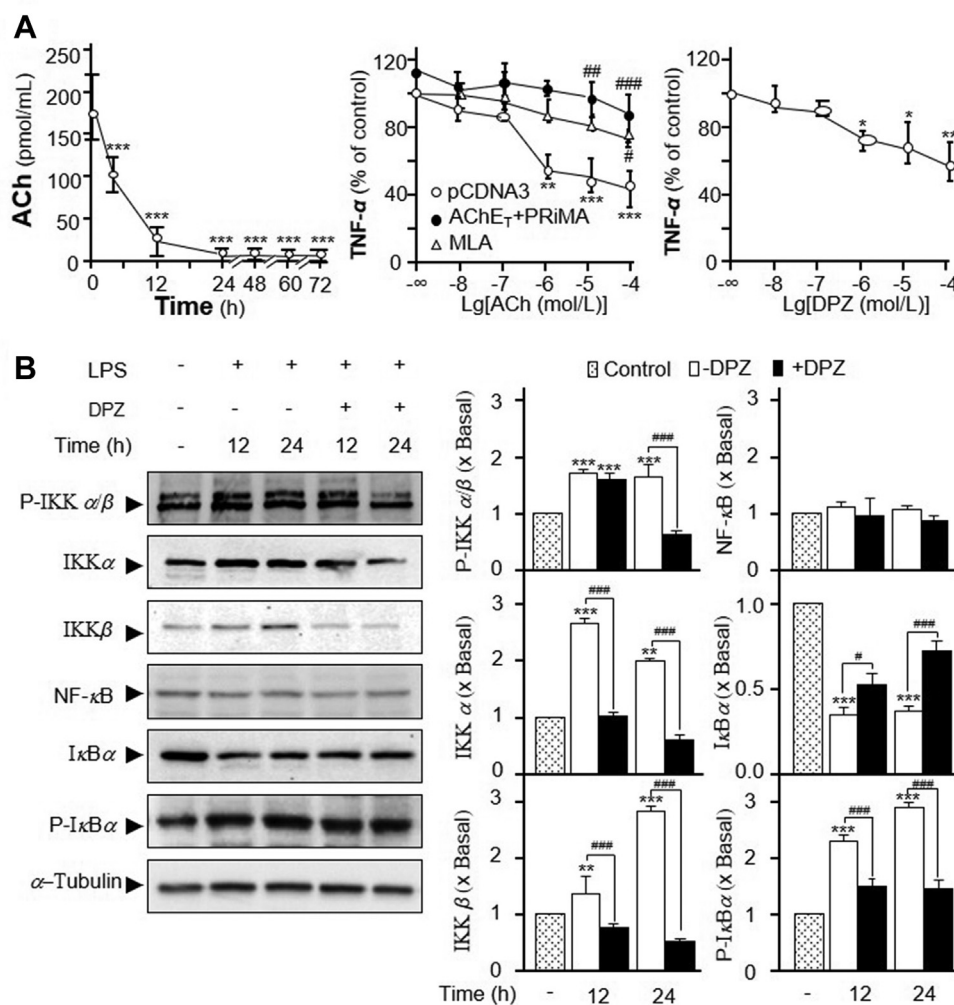 A
ACh (pmol/mL)
250
200
150
100
50
0
***
***
***
***
***
***
0
12
24
48
60
72
Time (h)
TNF-α (% of control)
120
80
40
0
##
###
#
**
***
***
pCDNA3
AChE_T+PRiMA
MLA
-∞ -8 -7 -6 -5 -4
Lg[ACh (mol/L)]
TNF-α (% of control)
120
80
40
0
*
*
**
-∞ -8 -7 -6 -5 -4
Lg[DPZ (mol/L)]
B
LPS - + + + +
DPZ - - - + +
Time (h) - 12 24 12 24
P-IKK α/β
IKKα
IKKβ
NF-κB
IκBα
P-IκBα
α–Tubulin
Control -DPZ +DPZ
P-IKK α/β (x Basal)
3
2
1
0
*** *** ***
###
NF-κB (x Basal)
3
2
1
0
IKK α (x Basal)
3
2
1
0
***
###
**
###
IκBα (x Basal)
1.0
0.5
0.0
***
#
***
###
IKK β (x Basal)
3
2
1
0
**
###
***
###
P-IκBα (x Basal)
3
2
1
0
***
###
***
###
Time (h) - 12 24
- 12 24